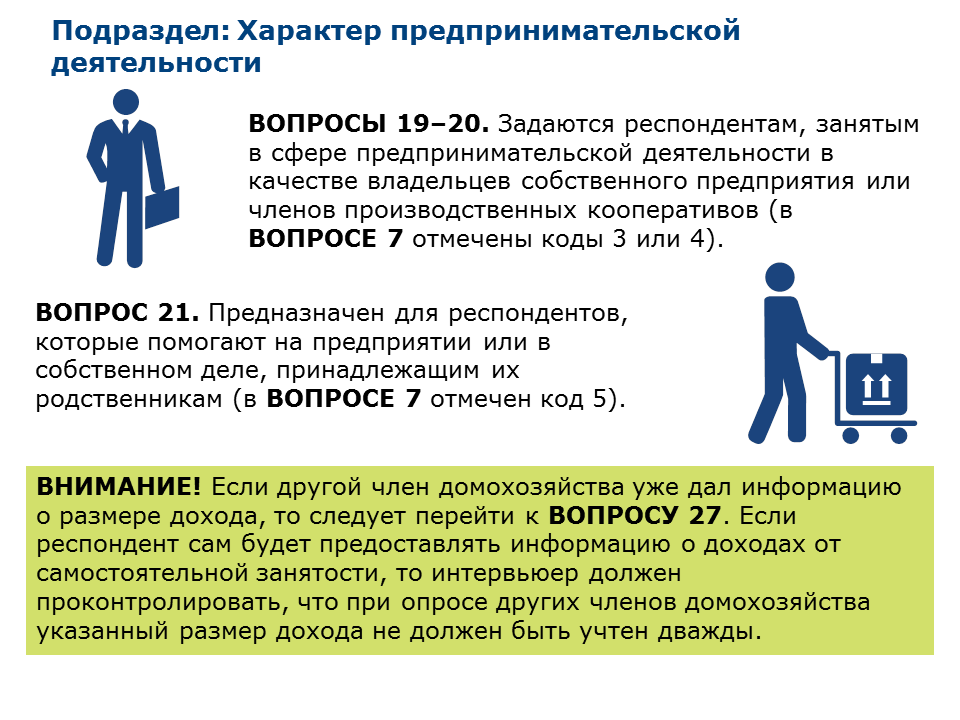 Подраздел: Характер предпринимательской
деятельности
ВОПРОСЫ 19–20. Задаются респондентам, занятым
в сфере предпринимательской деятельности в
качестве владельцев собственного предприятия или
членов производственных кооперативов (в
ВОПРОСЕ 7 отмечены коды 3 или 4).
ВОПРОС 21. Предназначен для респондентов,
которые помогают на предприятии или в
собственном деле, принадлежащим их
родственникам (в ВОПРОСЕ 7 отмечен код 5).
ВНИМАНИЕ! Если другой член домохозяйства уже дал информацию
о размере дохода, то следует перейти к ВОПРОСУ 27. Если
респондент сам будет предоставлять информацию о доходах от
самостоятельной занятости, то интервьюер должен
проконтролировать, что при опросе других членов домохозяйства
указанный размер дохода не должен быть учтен дважды.